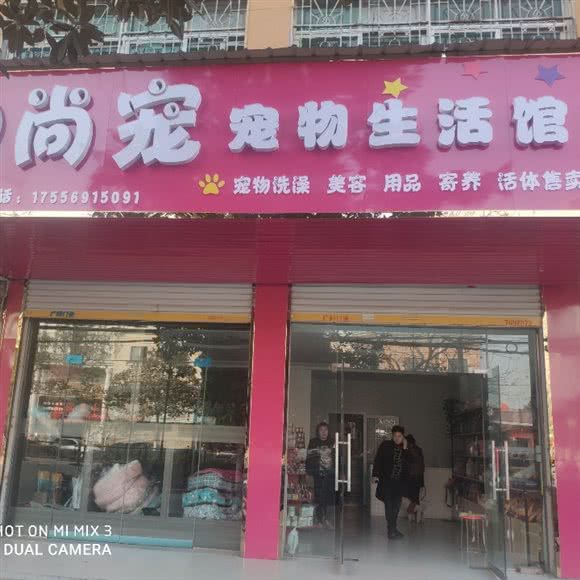 尚宠 宠物生活馆
宠物洗澡 美容 用品 寄养 活体售卖
话：17556915091
SHOT ON MI MIX 3
DUAL CAMERA